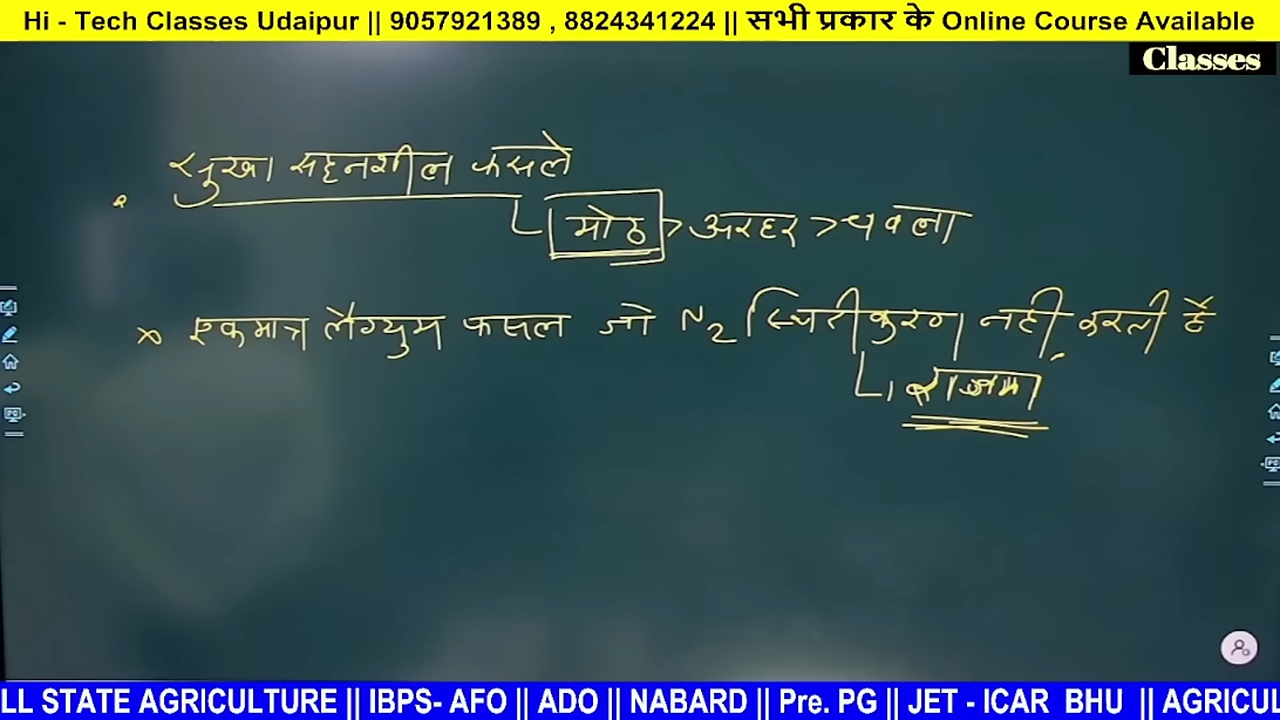 Hi - Tech Classes Udaipur || 9057921389 , 8824341224 || सभी प्रकार के Online Course Available
Classes
सुखा सहनशील फसले
मोठ > अरहर > चवला
एकमात्र लैग्युम फसल जो N2 स्थिरीकरण नहीं करती है
राजमा
LL STATE AGRICULTURE || IBPS- AFO || ADO || NABARD || Pre. PG || JET - ICAR BHU || AGRICUL